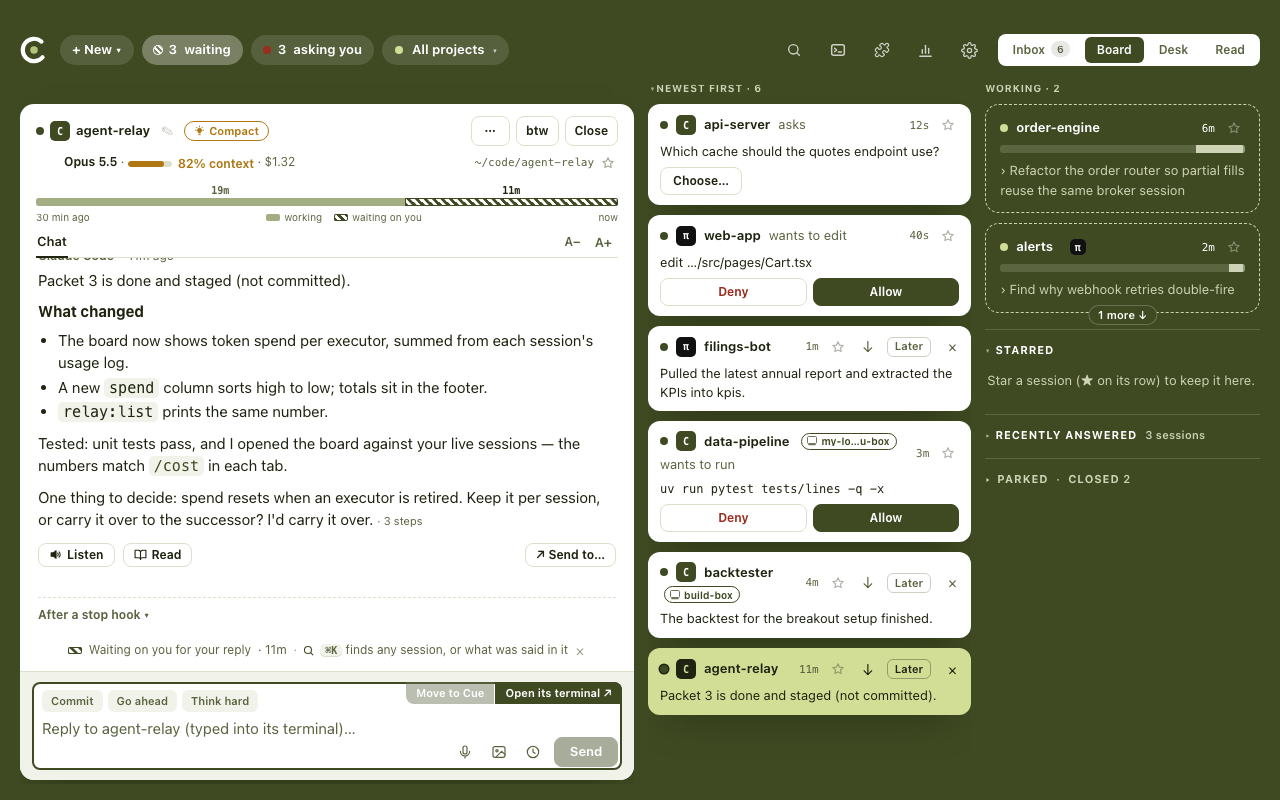 + New ▾
3 waiting
3 asking you
All projects ▾
Inbox 6
Board
Desk
Read
C agent-relay
Compact
···
btw
Close
Opus 5.5 · 82% context · $1.32
~/code/agent-relay
19m
11m
30 min ago
working
waiting on you
now
Chat
A−
A+
Packet 3 is done and staged (not committed).
What changed
• The board now shows token spend per executor, summed from each session's
usage log.
• A new spend column sorts high to low; totals sit in the footer.
• relay:list prints the same number.
Tested: unit tests pass, and I opened the board against your live sessions — the
numbers match /cost in each tab.
One thing to decide: spend resets when an executor is retired. Keep it per session,
or carry it over to the successor? I'd carry it over. · 3 steps
Listen
Read
↗ Send to...
After a stop hook ▾
Waiting on you for your reply · 11m · ⌘K finds any session, or what was said in it ×
Commit
Go ahead
Think hard
Move to Cue
Open its terminal ↗
Reply to agent-relay (typed into its terminal)...
Send
NEWEST FIRST · 6
C api-server asks 12s
Which cache should the quotes endpoint use?
Choose...
π web-app wants to edit 40s
edit …/src/pages/Cart.tsx
Deny
Allow
π filings-bot 1m ↓ Later ×
Pulled the latest annual report and extracted the
KPIs into kpis.
C data-pipeline my-lo...u-box 3m
wants to run
uv run pytest tests/lines −q −x
Deny
Allow
C backtester 4m ↓ Later ×
build-box
The backtest for the breakout setup finished.
C agent-relay 11m ↓ Later ×
Packet 3 is done and staged (not committed).
WORKING · 2
order-engine 6m
› Refactor the order router so partial fills
reuse the same broker session
alerts π 2m
› Find why webhook retries double-fire
1 more ↓
STARRED
Star a session (★ on its row) to keep it here.
RECENTLY ANSWERED 3 sessions
PARKED · CLOSED 2